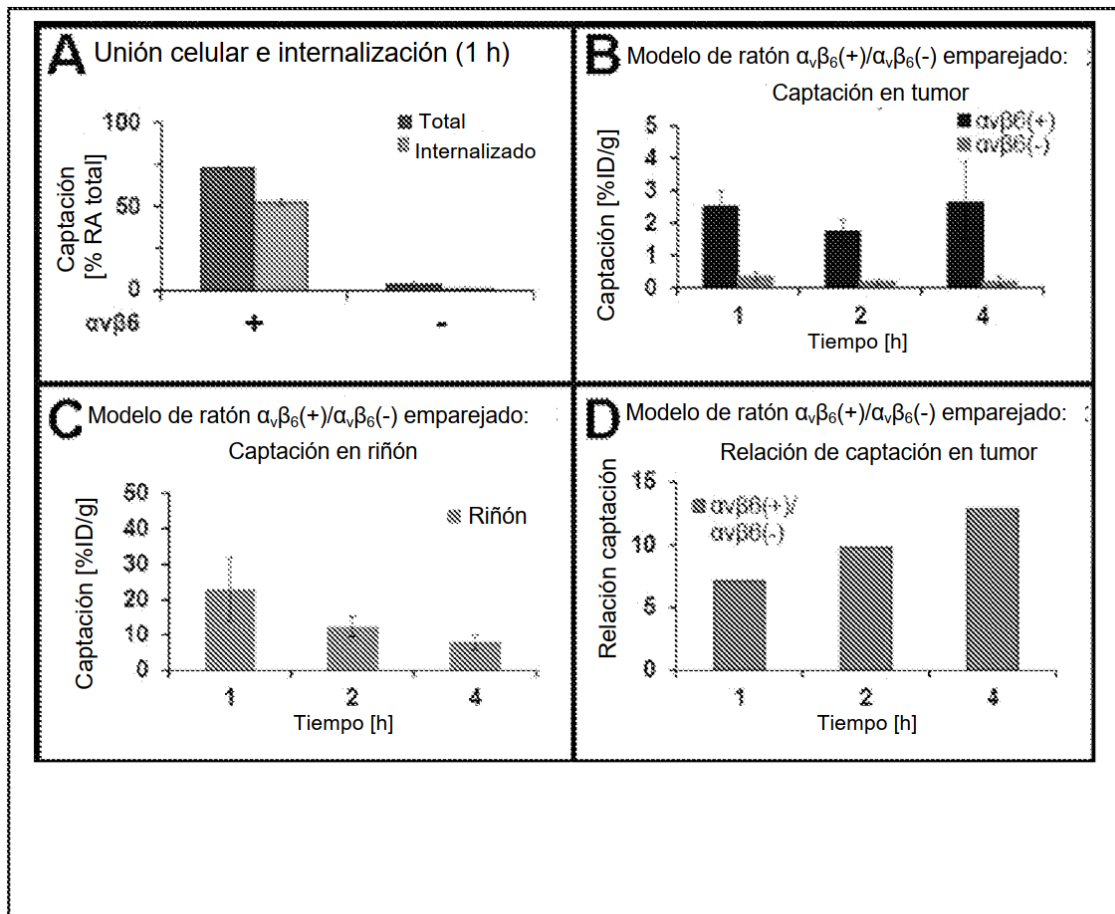 A Unión celular e internalización (1 h)
100
50
0
Captación
[% RA total]
Total
Internalizado
αvβ6
+
-
B Modelo de ratón αvβ6(+)/αvβ6(-) emparejado:
Captación en tumor
5
4
3
2
1
0
Captación [%ID/g]
αvβ6(+)
αvβ6(-)
1 2 4
Tiempo [h]
C Modelo de ratón αvβ6(+)/αvβ6(-) emparejado:
Captación en riñón
50
40
30
20
10
0
Captación [%ID/g]
Riñón
1 2 4
Tiempo [h]
D Modelo de ratón αvβ6(+)/αvβ6(-) emparejado:
Relación de captación en tumor
15
10
5
0
Relación captación
αvβ6(+)/
αvβ6(-)
1 2 4
Tiempo [h]